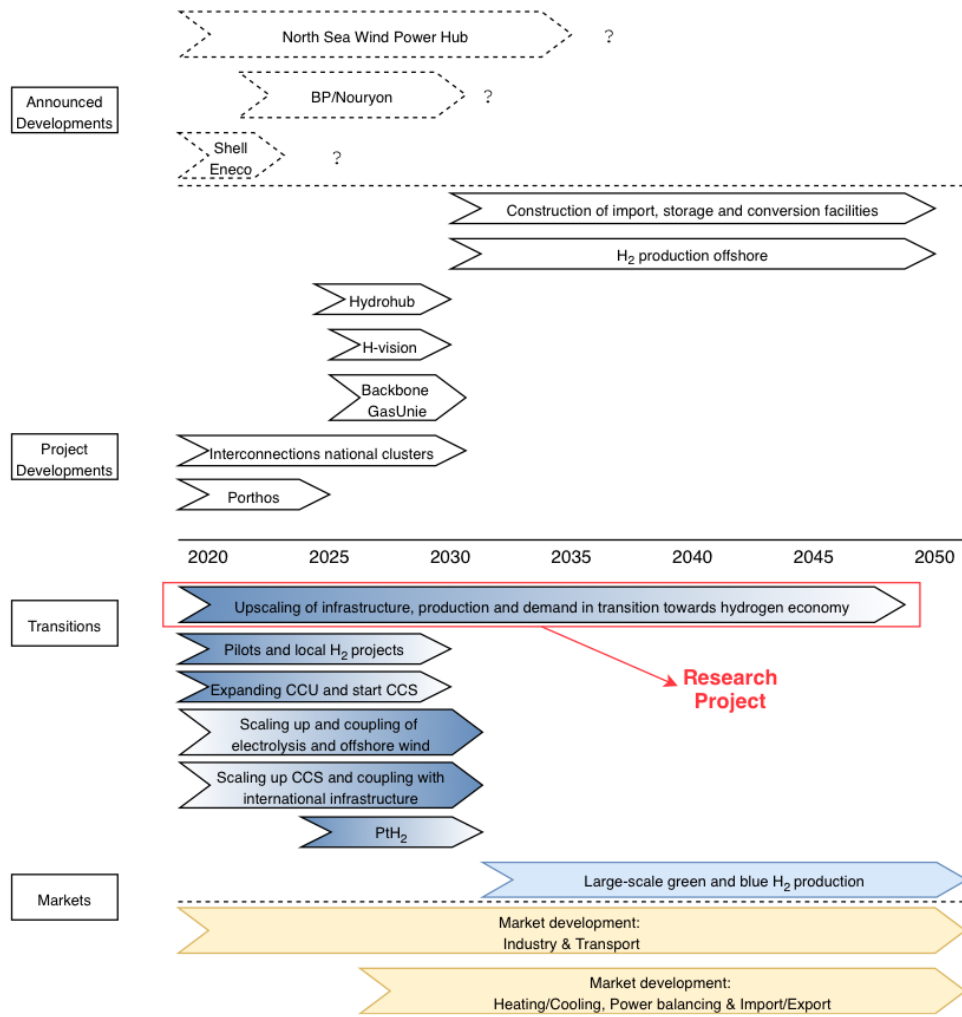 North Sea Wind Power Hub
?
Announced
Developments
BP/Nouryon
?
Shell
Eneco
?
Construction of import, storage and conversion facilities
H₂ production offshore
Hydrohub
H-vision
Backbone
GasUnie
Project
Developments
Interconnections national clusters
Porthos
2020 2025 2030 2035 2040 2045 2050
Transitions
Upscaling of infrastructure, production and demand in transition towards hydrogen economy
Pilots and local H₂ projects
Research
Project
Expanding CCU and start CCS
Scaling up and coupling of
electrolysis and offshore wind
Scaling up CCS and coupling with
international infrastructure
PtH₂
Markets
Large-scale green and blue H₂ production
Market development:
Industry & Transport
Market development:
Heating/Cooling, Power balancing & Import/Export